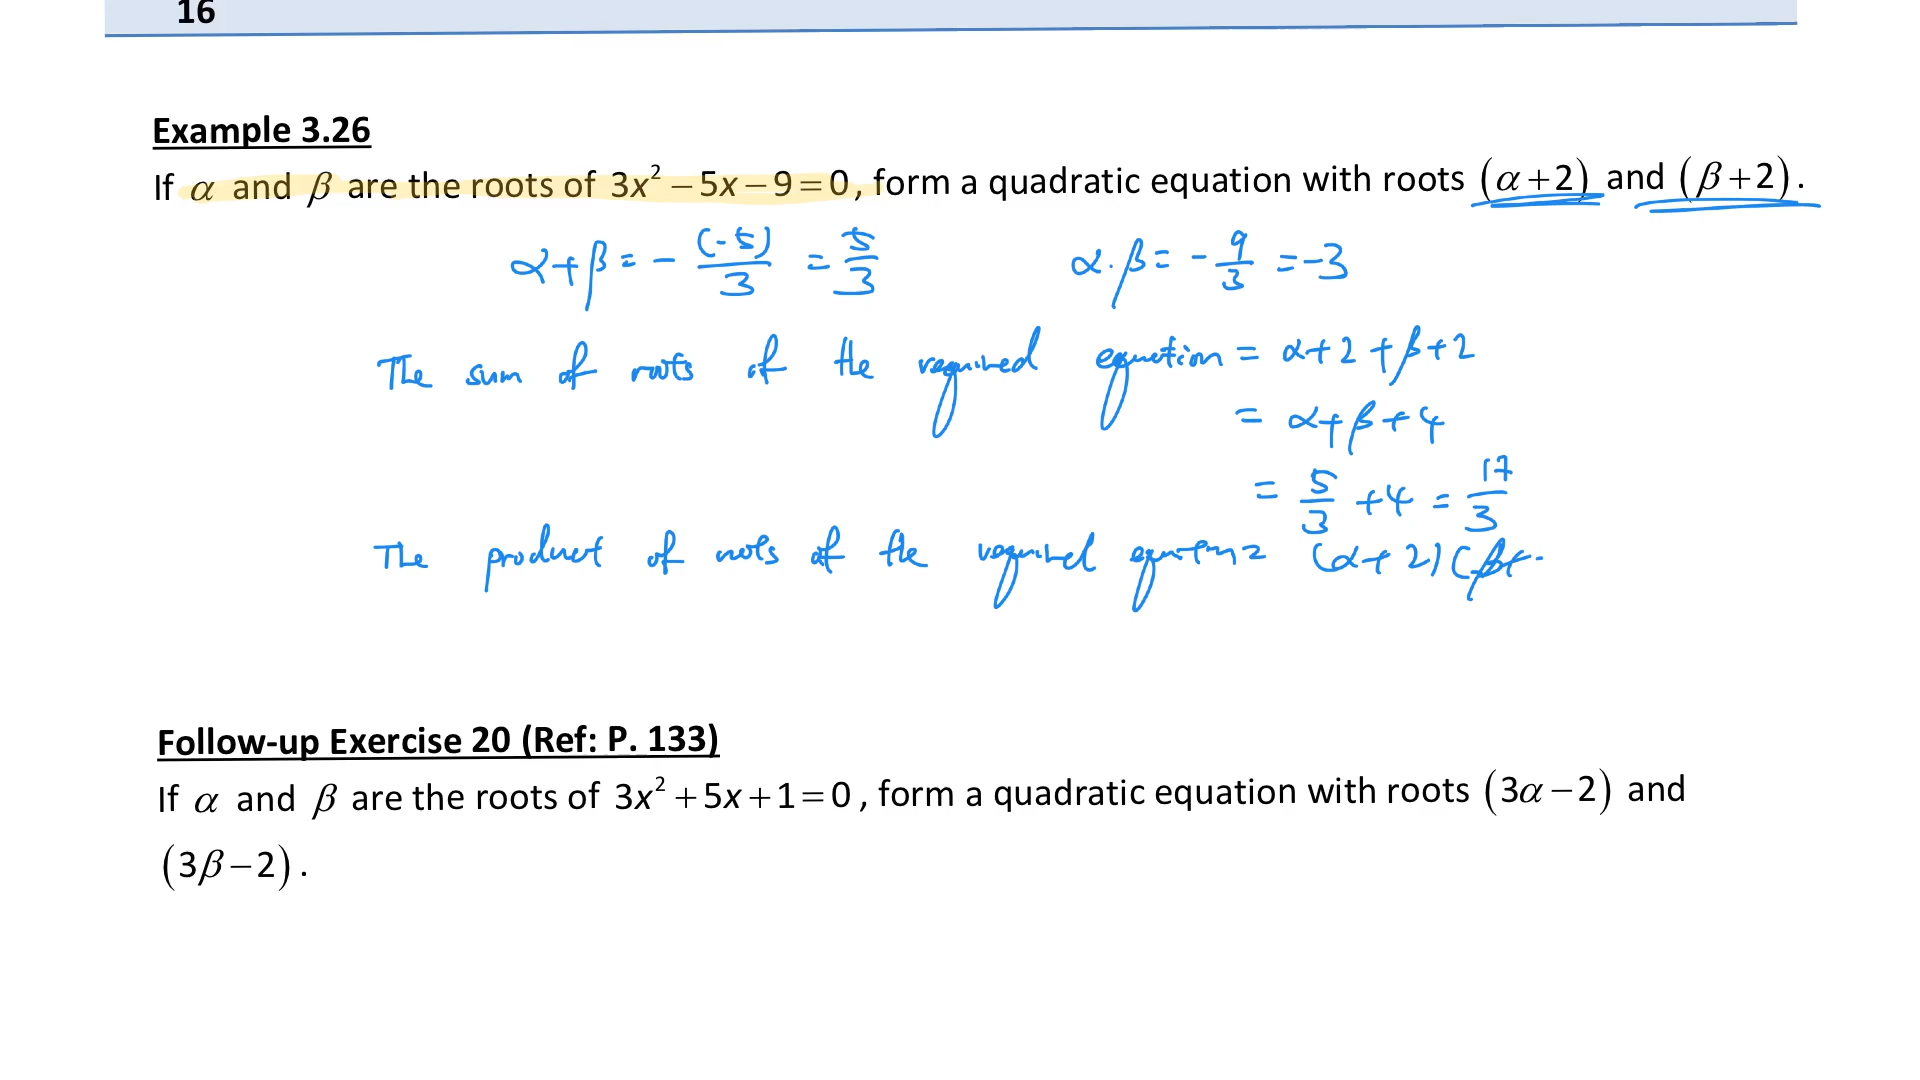 16
Example 3.26
If α and β are the roots of 3x² − 5x − 9 = 0, form a quadratic equation with roots (α + 2) and (β + 2).
α + β = − (-5)/3 = 5/3 α·β = − 9/3 = −3
The sum of roots of the required equation = α + 2 + β + 2
= α + β + 4
= 5/3 + 4 = 17/3
The product of roots of the required equation = (α + 2)(β +
Follow-up Exercise 20 (Ref: P. 133)
If α and β are the roots of 3x² + 5x + 1 = 0, form a quadratic equation with roots (3α − 2) and
(3β − 2).